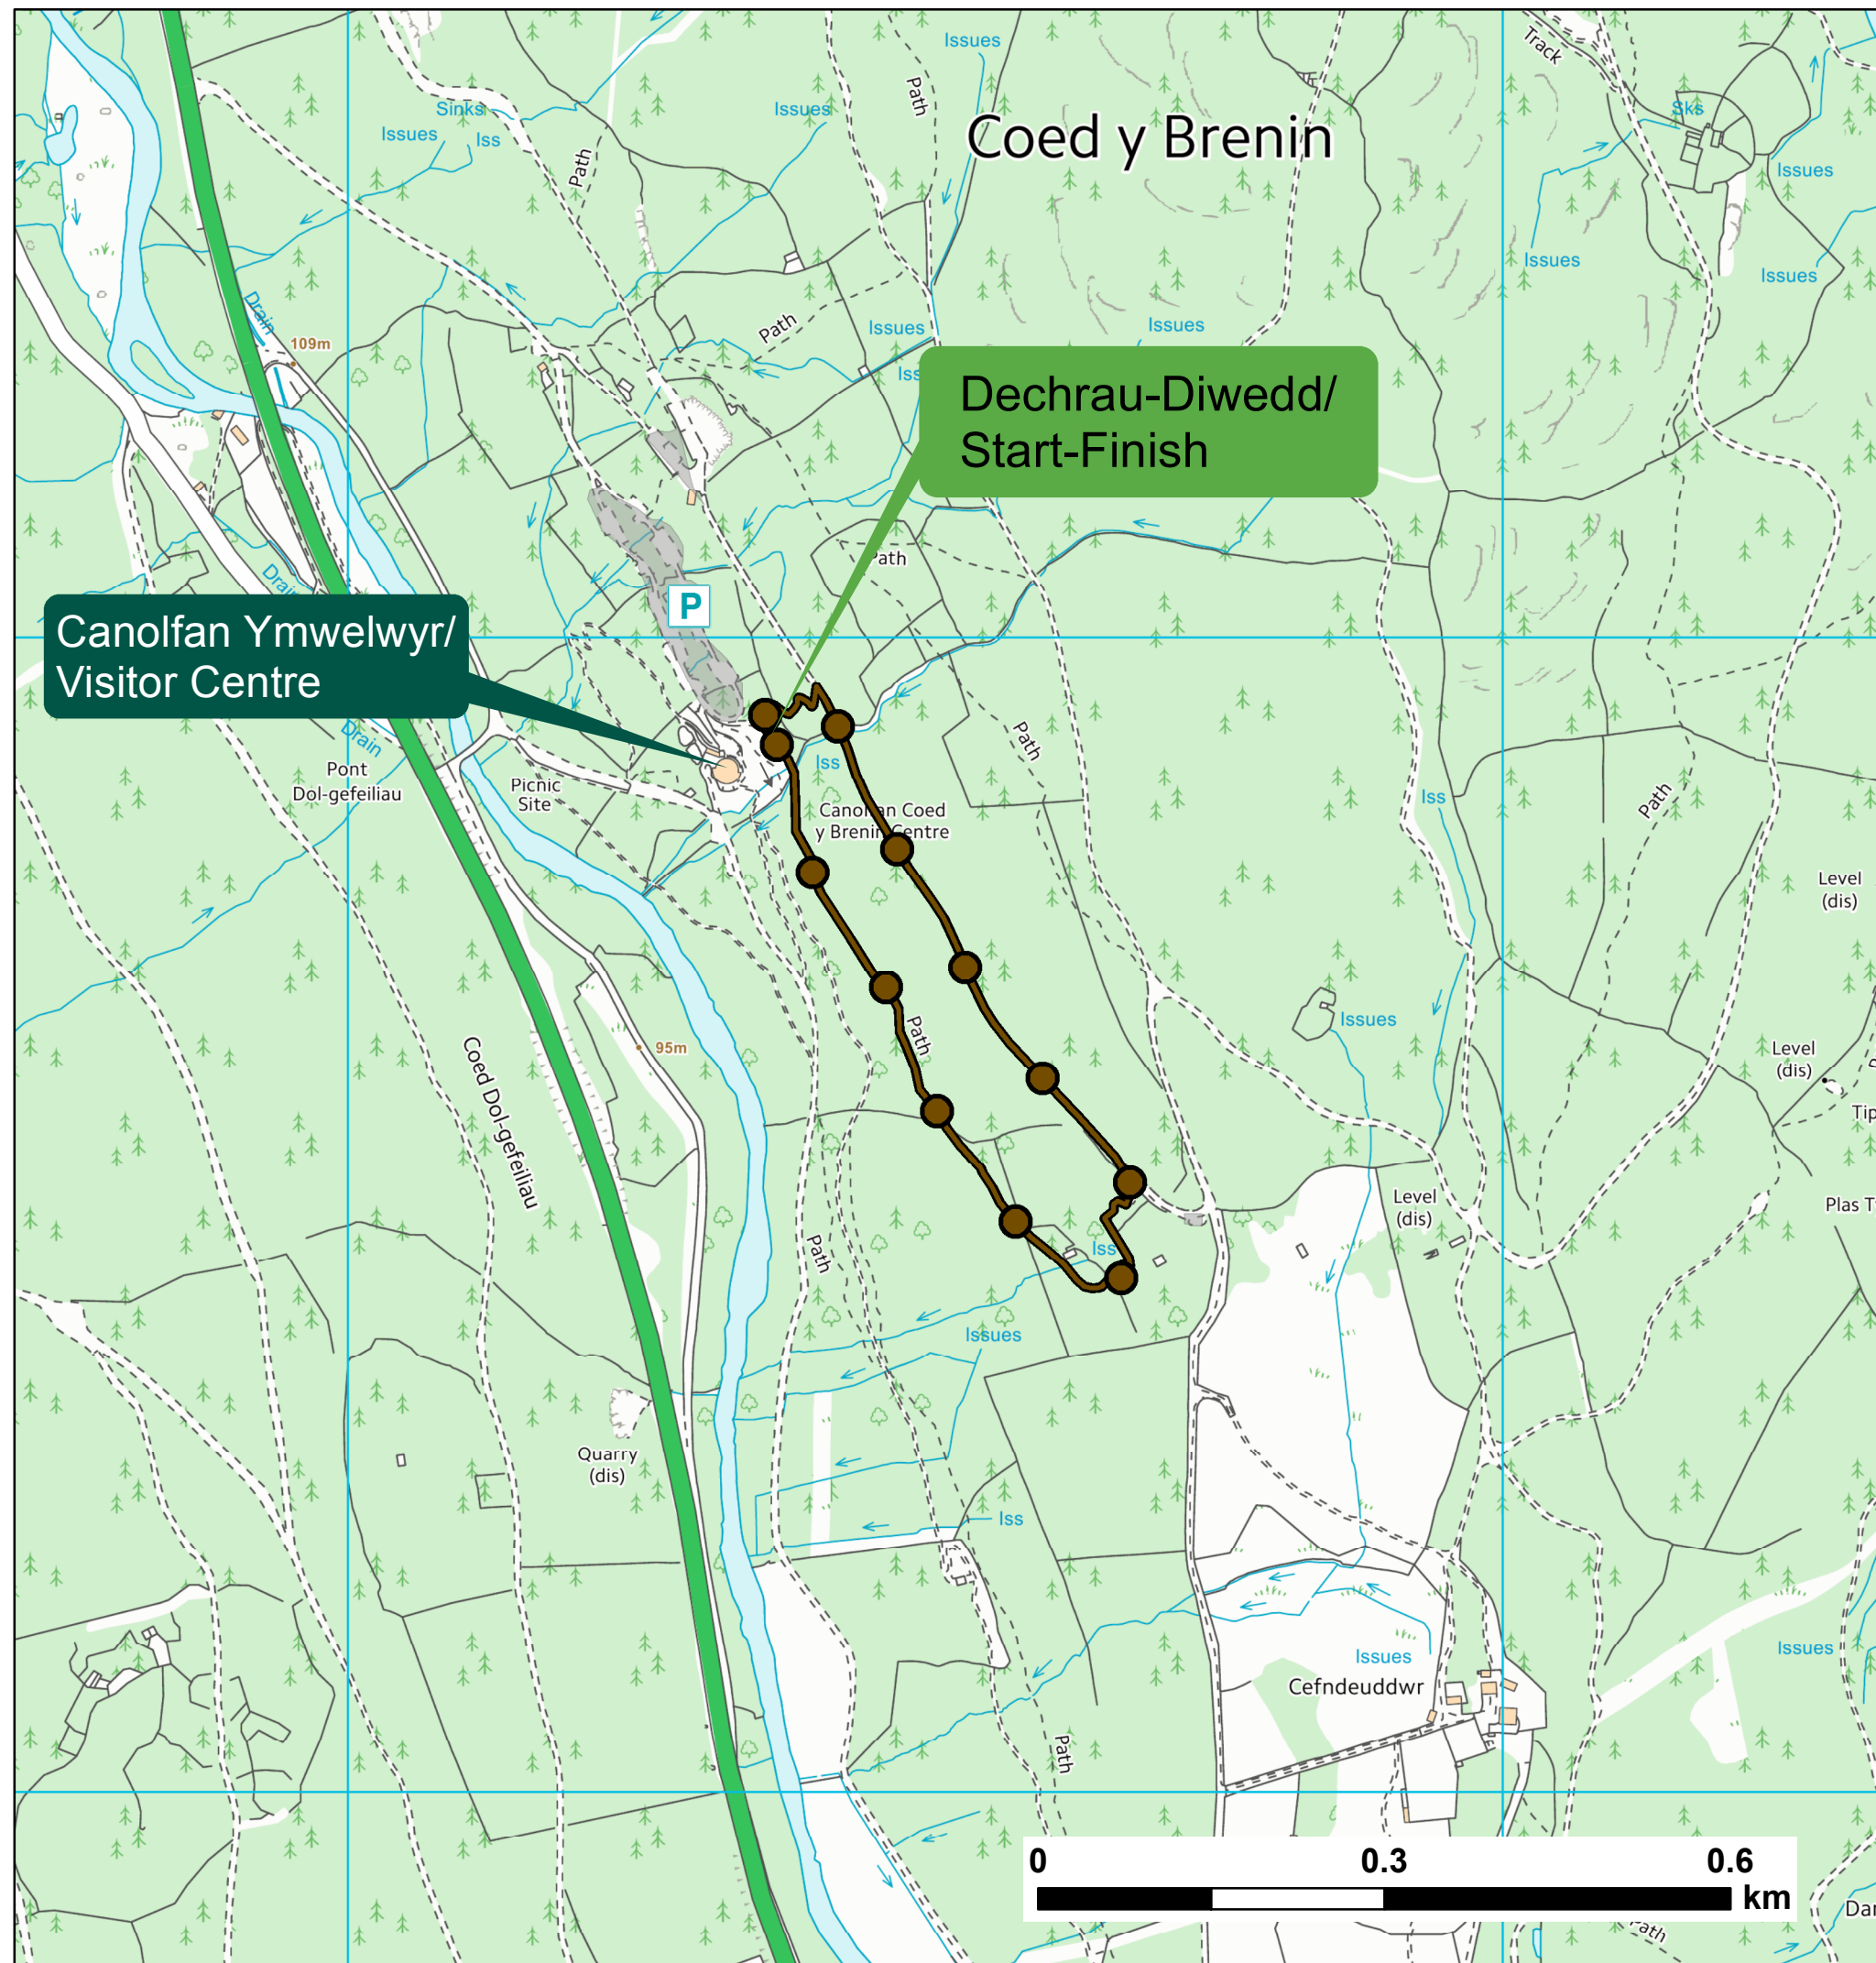 Issues
Track
Sinks
Issues
Iss
Issues
Path
Path
Coed y Brenin
Sks
Issues
Issues
Issues
Drain
109m
Path
Issues
Issues
Dechrau-Diwedd/
Start-Finish
Path
Drain
P
Canolfan Ymwelwyr/
Visitor Centre
Drain
Pont
Dol-gefeiliau
Picnic
Site
Iss
Path
Canolfan Coed
y Brenin Centre
Iss
Path
Level
(dis)
Coed Dol-gefeiliau
95m
Path
Issues
Level
(dis)
Level
(dis)
Iss
Path
Issues
Quarry
(dis)
Iss
Issues
Issues
Cefndeuddwr
Path
0 0.3 0.6
km
Path